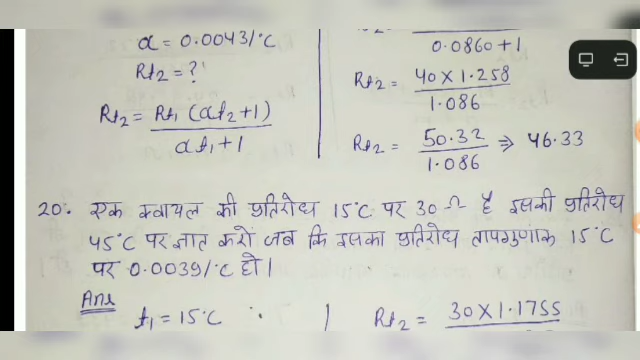 α = 0.0043/°C
Rt2 = ?
Rt2 = Rt1 (αt2+1)
αt1+1
0.0860+1
Rt2 = 40×1.258
1.086
Rt2 = 50.32 ⇒ 46.33
1.086
20. एक क्वायल की प्रतिरोध 15°C पर 30 Ω है इसकी प्रतिरोध
45°C पर ज्ञात करो जब कि इसका प्रतिरोध तापगुणांक 15°C
पर 0.0039/°C हो।
Ans
t1 = 15°C
Rt2 = 30×1.1755